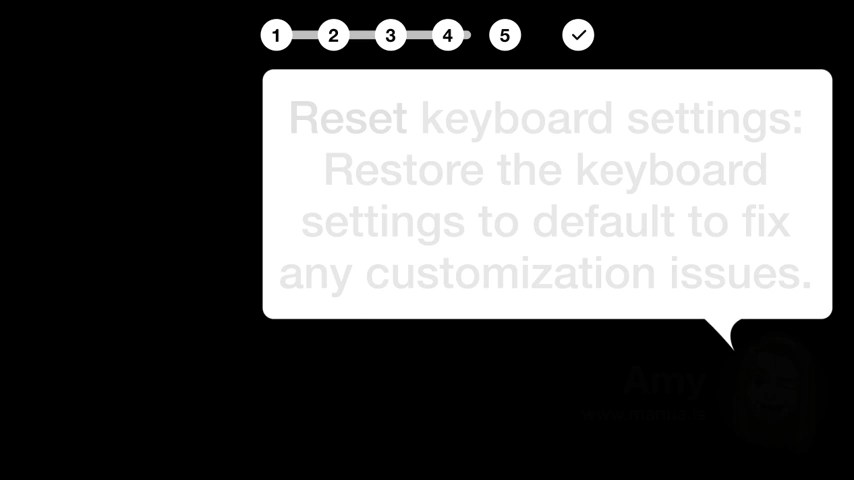 1 2 3 4 5
Reset keyboard settings:
Restore the keyboard
settings to default to fix
any customization issues.
Amy